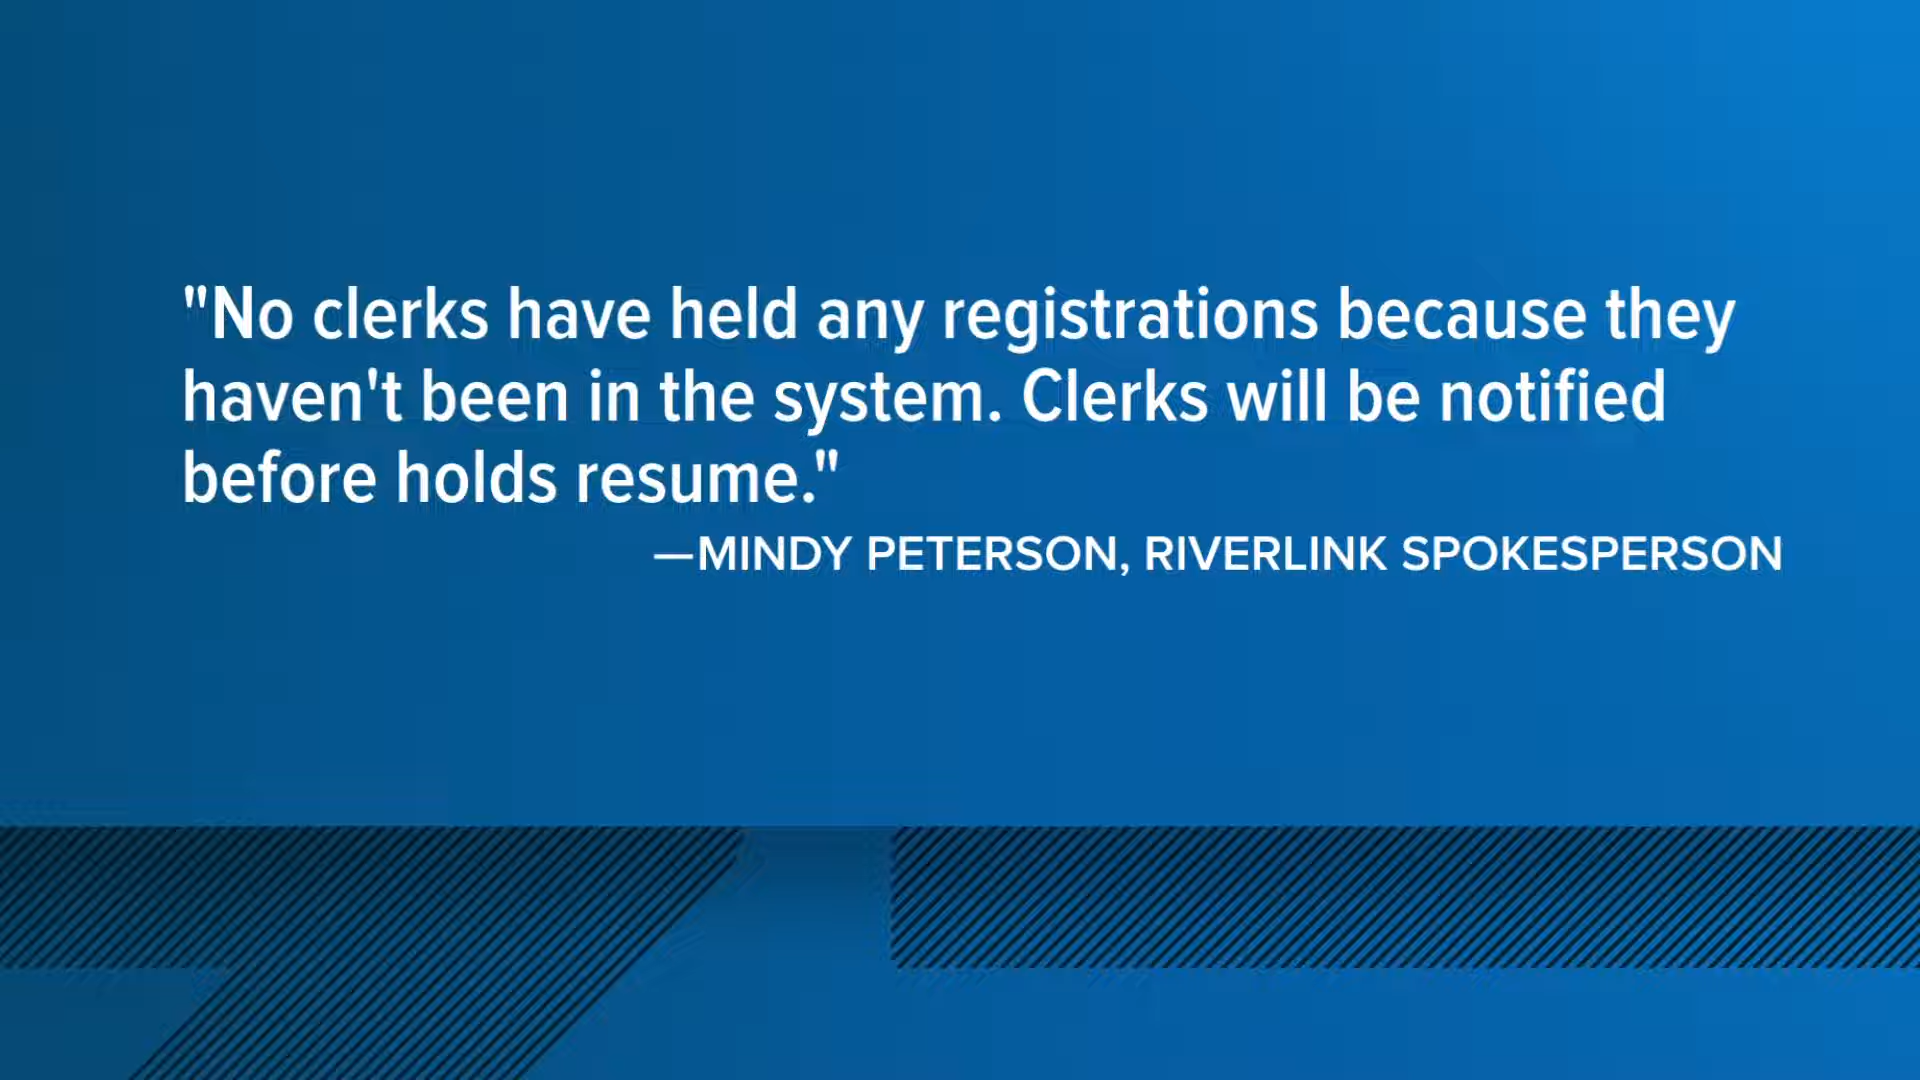 "No clerks have held any registrations because they
haven't been in the system. Clerks will be notified
before holds resume."
—MINDY PETERSON, RIVERLINK SPOKESPERSON